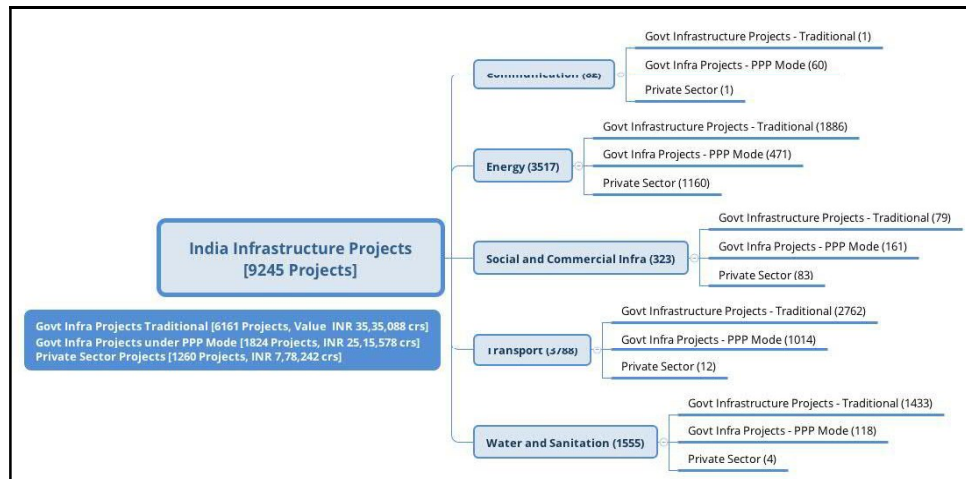 Govt Infrastructure Projects - Traditional (1)
Govt Infra Projects - PPP Mode (60)
Private Sector (1)
Communication (62)
Govt Infrastructure Projects - Traditional (1886)
Govt Infra Projects - PPP Mode (471)
Private Sector (1160)
Energy (3517)
India Infrastructure Projects
[9245 Projects]
Govt Infra Projects Traditional [6161 Projects, Value INR 35,35,088 crs]
Govt Infra Projects under PPP Mode [1824 Projects, INR 25,15,578 crs]
Private Sector Projects [1260 Projects, INR 7,78,242 crs]
Govt Infrastructure Projects - Traditional (79)
Govt Infra Projects - PPP Mode (161)
Private Sector (83)
Social and Commercial Infra (323)
Govt Infrastructure Projects - Traditional (2762)
Govt Infra Projects - PPP Mode (1014)
Private Sector (12)
Transport (3788)
Govt Infrastructure Projects - Traditional (1433)
Govt Infra Projects - PPP Mode (118)
Private Sector (4)
Water and Sanitation (1555)